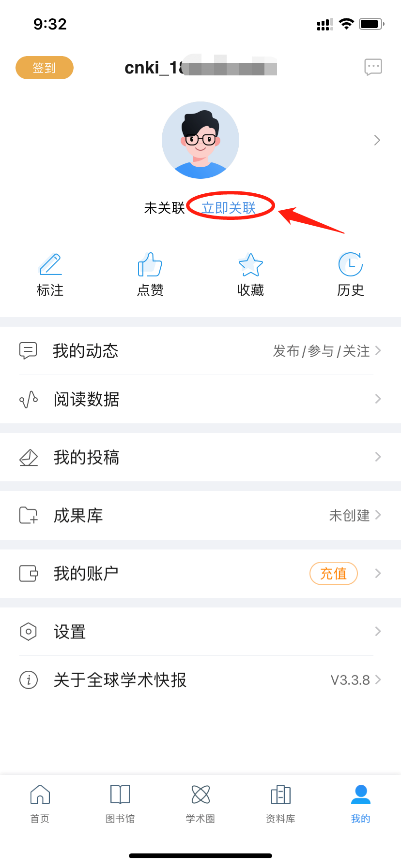 9:32
签到
cnki_18
未关联 立即关联
标注 点赞 收藏 历史
我的动态 发布/参与/关注
阅读数据
我的投稿
成果库 未创建
我的账户 充值
设置
关于全球学术快报 V3.3.8
首页 图书馆 学术圈 资料库 我的